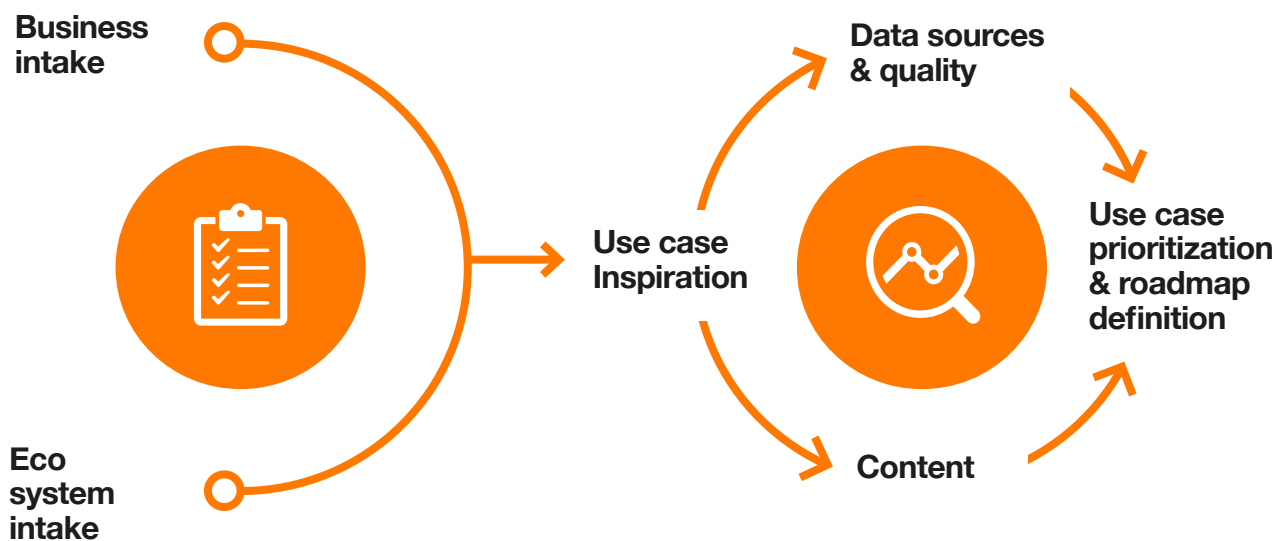 Business
intake
Eco
system
intake
Use case
Inspiration
Data sources
& quality
Content
Use case
prioritization
& roadmap
definition